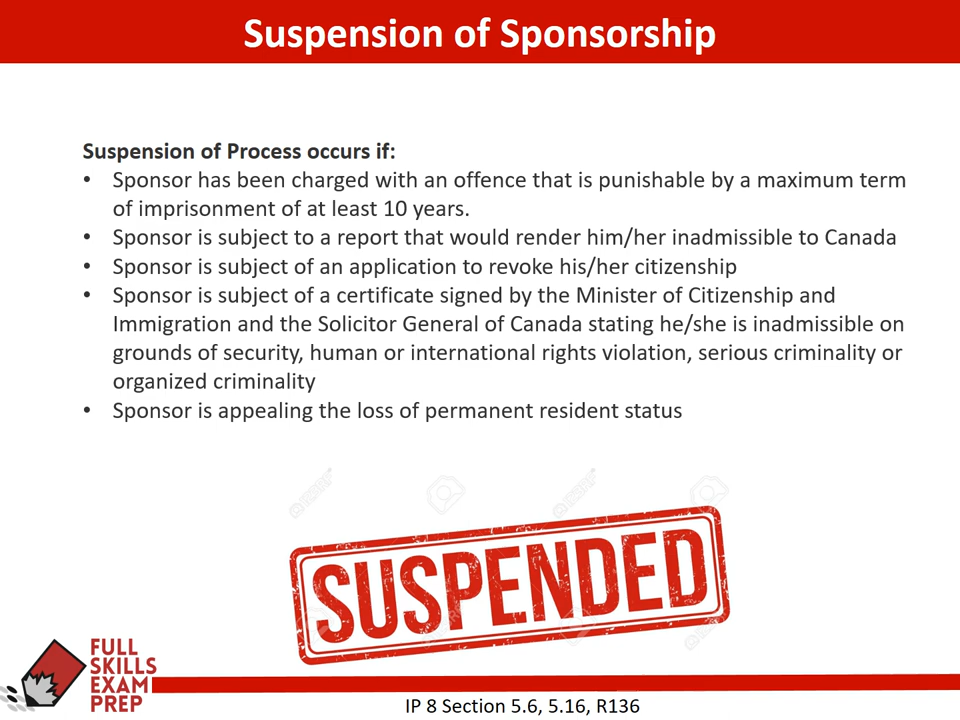 Suspension of Sponsorship
Suspension of Process occurs if:
• Sponsor has been charged with an offence that is punishable by a maximum term
of imprisonment of at least 10 years.
• Sponsor is subject to a report that would render him/her inadmissible to Canada
• Sponsor is subject of an application to revoke his/her citizenship
• Sponsor is subject of a certificate signed by the Minister of Citizenship and
Immigration and the Solicitor General of Canada stating he/she is inadmissible on
grounds of security, human or international rights violation, serious criminality or
organized criminality
• Sponsor is appealing the loss of permanent resident status
SUSPENDED
FULL
SKILLS
EXAM
PREP
IP 8 Section 5.6, 5.16, R136